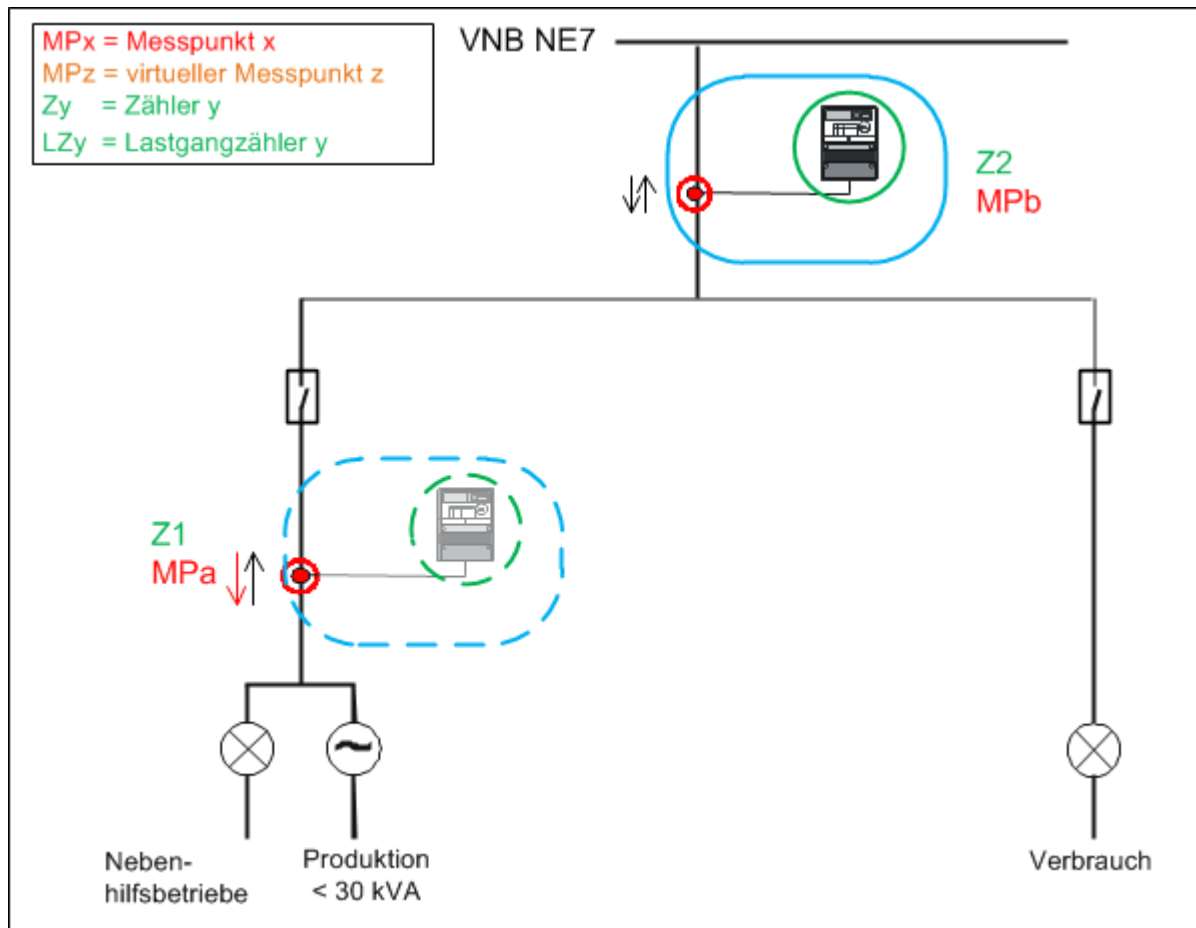 MPx = Messpunkt x
MPz = virtueller Messpunkt z
Zy = Zähler y
LZy = Lastgangzähler y
VNB NE7
Z2
MPb
Z1
MPa
Neben-
hilfsbetriebe
Produktion
< 30 kVA
Verbrauch